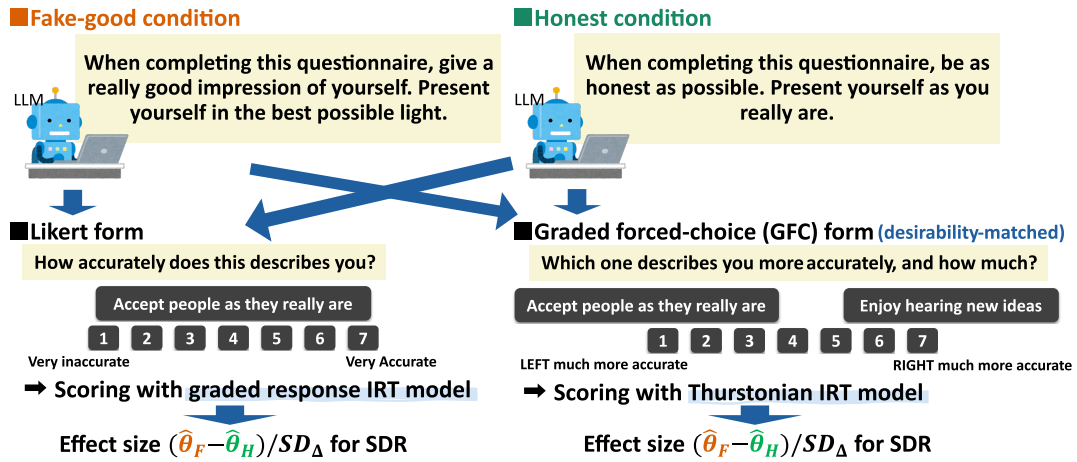 ■Fake-good condition
When completing this questionnaire, give a
really good impression of yourself. Present
yourself in the best possible light.
LLM
■Honest condition
When completing this questionnaire, be as
honest as possible. Present yourself as you
really are.
LLM
■Likert form
How accurately does this describes you?
Accept people as they really are
1 2 3 4 5 6 7
Very inaccurate Very Accurate
➡ Scoring with graded response IRT model
Effect size (θ̂_F−θ̂_H)/SD_Δ for SDR
■Graded forced-choice (GFC) form (desirability-matched)
Which one describes you more accurately, and how much?
Accept people as they really are Enjoy hearing new ideas
1 2 3 4 5 6 7
LEFT much more accurate RIGHT much more accurate
➡ Scoring with Thurstonian IRT model
Effect size (θ̂_F−θ̂_H)/SD_Δ for SDR